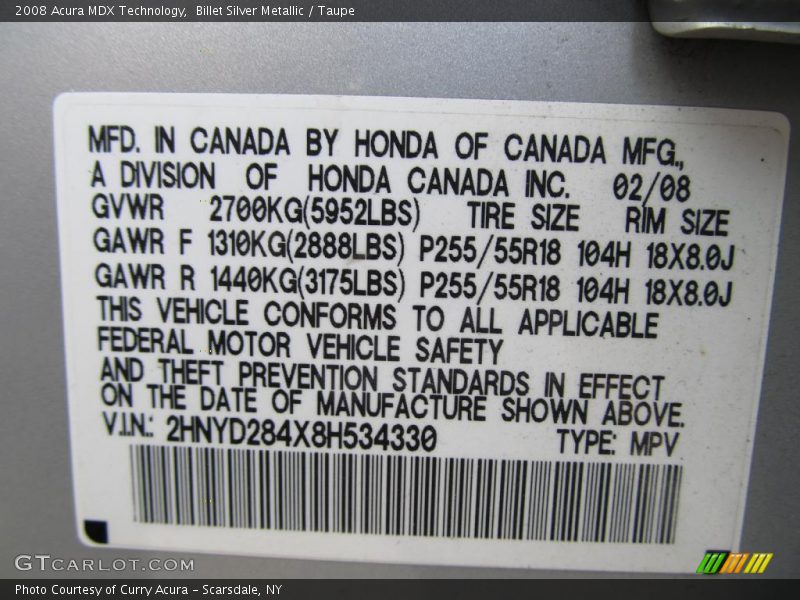 2008 Acura MDX Technology,  Billet Silver Metallic / Taupe
MFD. IN CANADA BY HONDA OF CANADA MFG.,
A DIVISION OF HONDA CANADA INC. 02/08
GVWR 2700KG(5952LBS) TIRE SIZE RIM SIZE
GAWR F 1310KG(2888LBS) P255/55R18 104H 18X8.0J
GAWR R 1440KG(3175LBS) P255/55R18 104H 18X8.0J
THIS VEHICLE CONFORMS TO ALL APPLICABLE
FEDERAL MOTOR VEHICLE SAFETY
AND THEFT PREVENTION STANDARDS IN EFFECT
ON THE DATE OF MANUFACTURE SHOWN ABOVE.
V.I.N.: 2HNYD284X8H534330 TYPE: MPV
GTCARLOT.COM
Photo Courtesy of Curry Acura – Scarsdale, NY